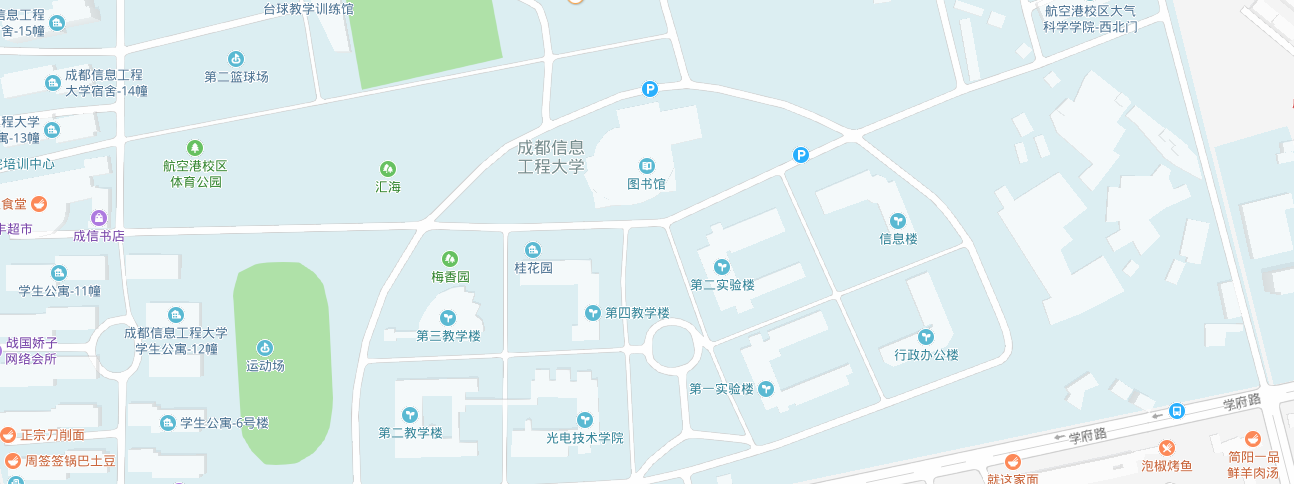 信息工程
舍-15幢
台球教学训练馆
航空港校区大气
科学学院-西北门
成都信息工程
大学宿舍-14幢
第二篮球场
程大学
寓-13幢
培训中心
航空港校区
体育公园
汇海
成都信息
工程大学
图书馆
食堂
超市
成信书店
信息楼
梅香园
桂花园
第二实验楼
学生公寓-11幢
成都信息工程大学
学生公寓-12幢
第三教学楼
第四教学楼
战国娇子
网络会所
运动场
行政办公楼
第一实验楼
学生公寓-6号楼
第二教学楼
光电技术学院
正宗刀削面
周签签锅巴土豆
学府路
学府路
泡椒烤鱼
简阳一品
鲜羊肉汤
就这家面